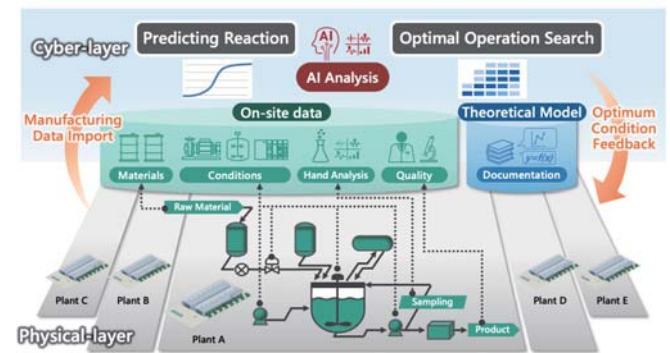 Cyber-layer
Predicting Reaction
AI
Optimal Operation Search
AI Analysis
Manufacturing
Data Import
On-site data
Theoretical Model
Optimum
Condition
Feedback
y=f(x)
Materials
Conditions
Hand Analysis
Quality
Documentation
Raw Material
Plant C
Plant B
Plant A
Sampling
Product
Plant D
Plant E
Physical-layer